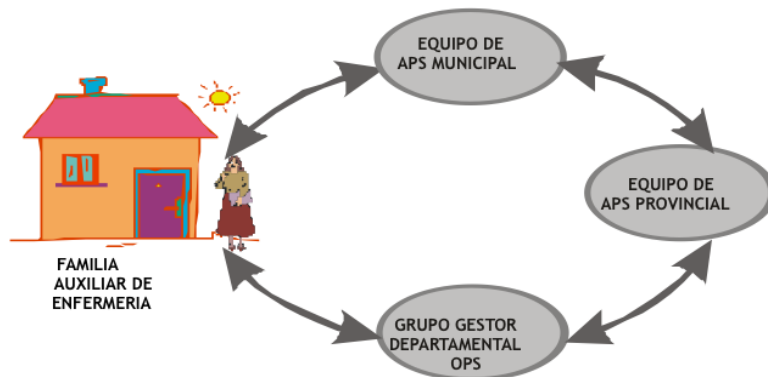 EQUIPO DE
APS MUNICIPAL
EQUIPO DE
APS PROVINCIAL
FAMILIA
AUXILIAR DE
ENFERMERIA
GRUPO GESTOR
DEPARTAMENTAL
OPS